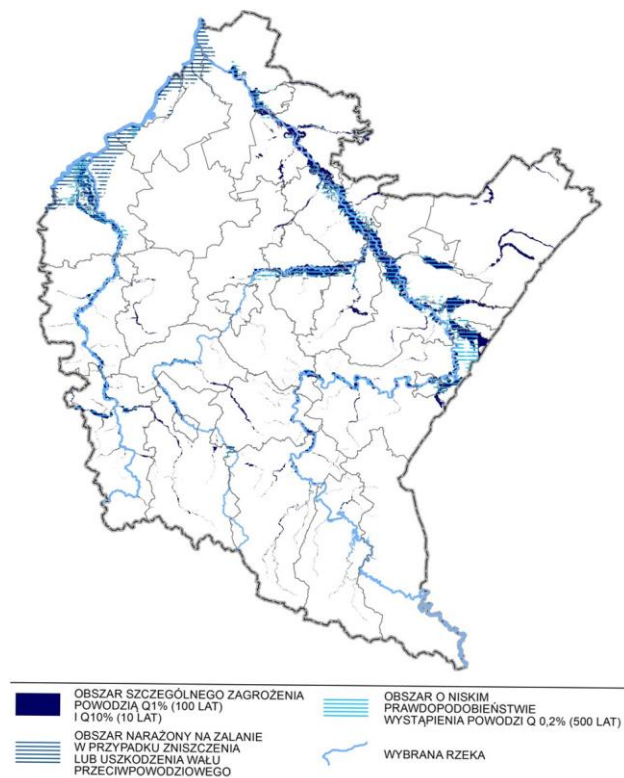 OBSZAR SZCZEGÓLNEGO ZAGROŻENIA
POWODZIĄ Q1% (100 LAT)
I Q10% (10 LAT)
OBSZAR NARAŻONY NA ZALANIE
W PRZYPADKU ZNISZCZENIA
LUB USZKODZENIA WAŁU
PRZECIWPOWODZIOWEGO
OBSZAR O NISKIM
PRAWDOPODOBIEŃSTWIE
WYSTĄPIENIA POWODZI Q 0,2% (500 LAT)
WYBRANA RZEKA